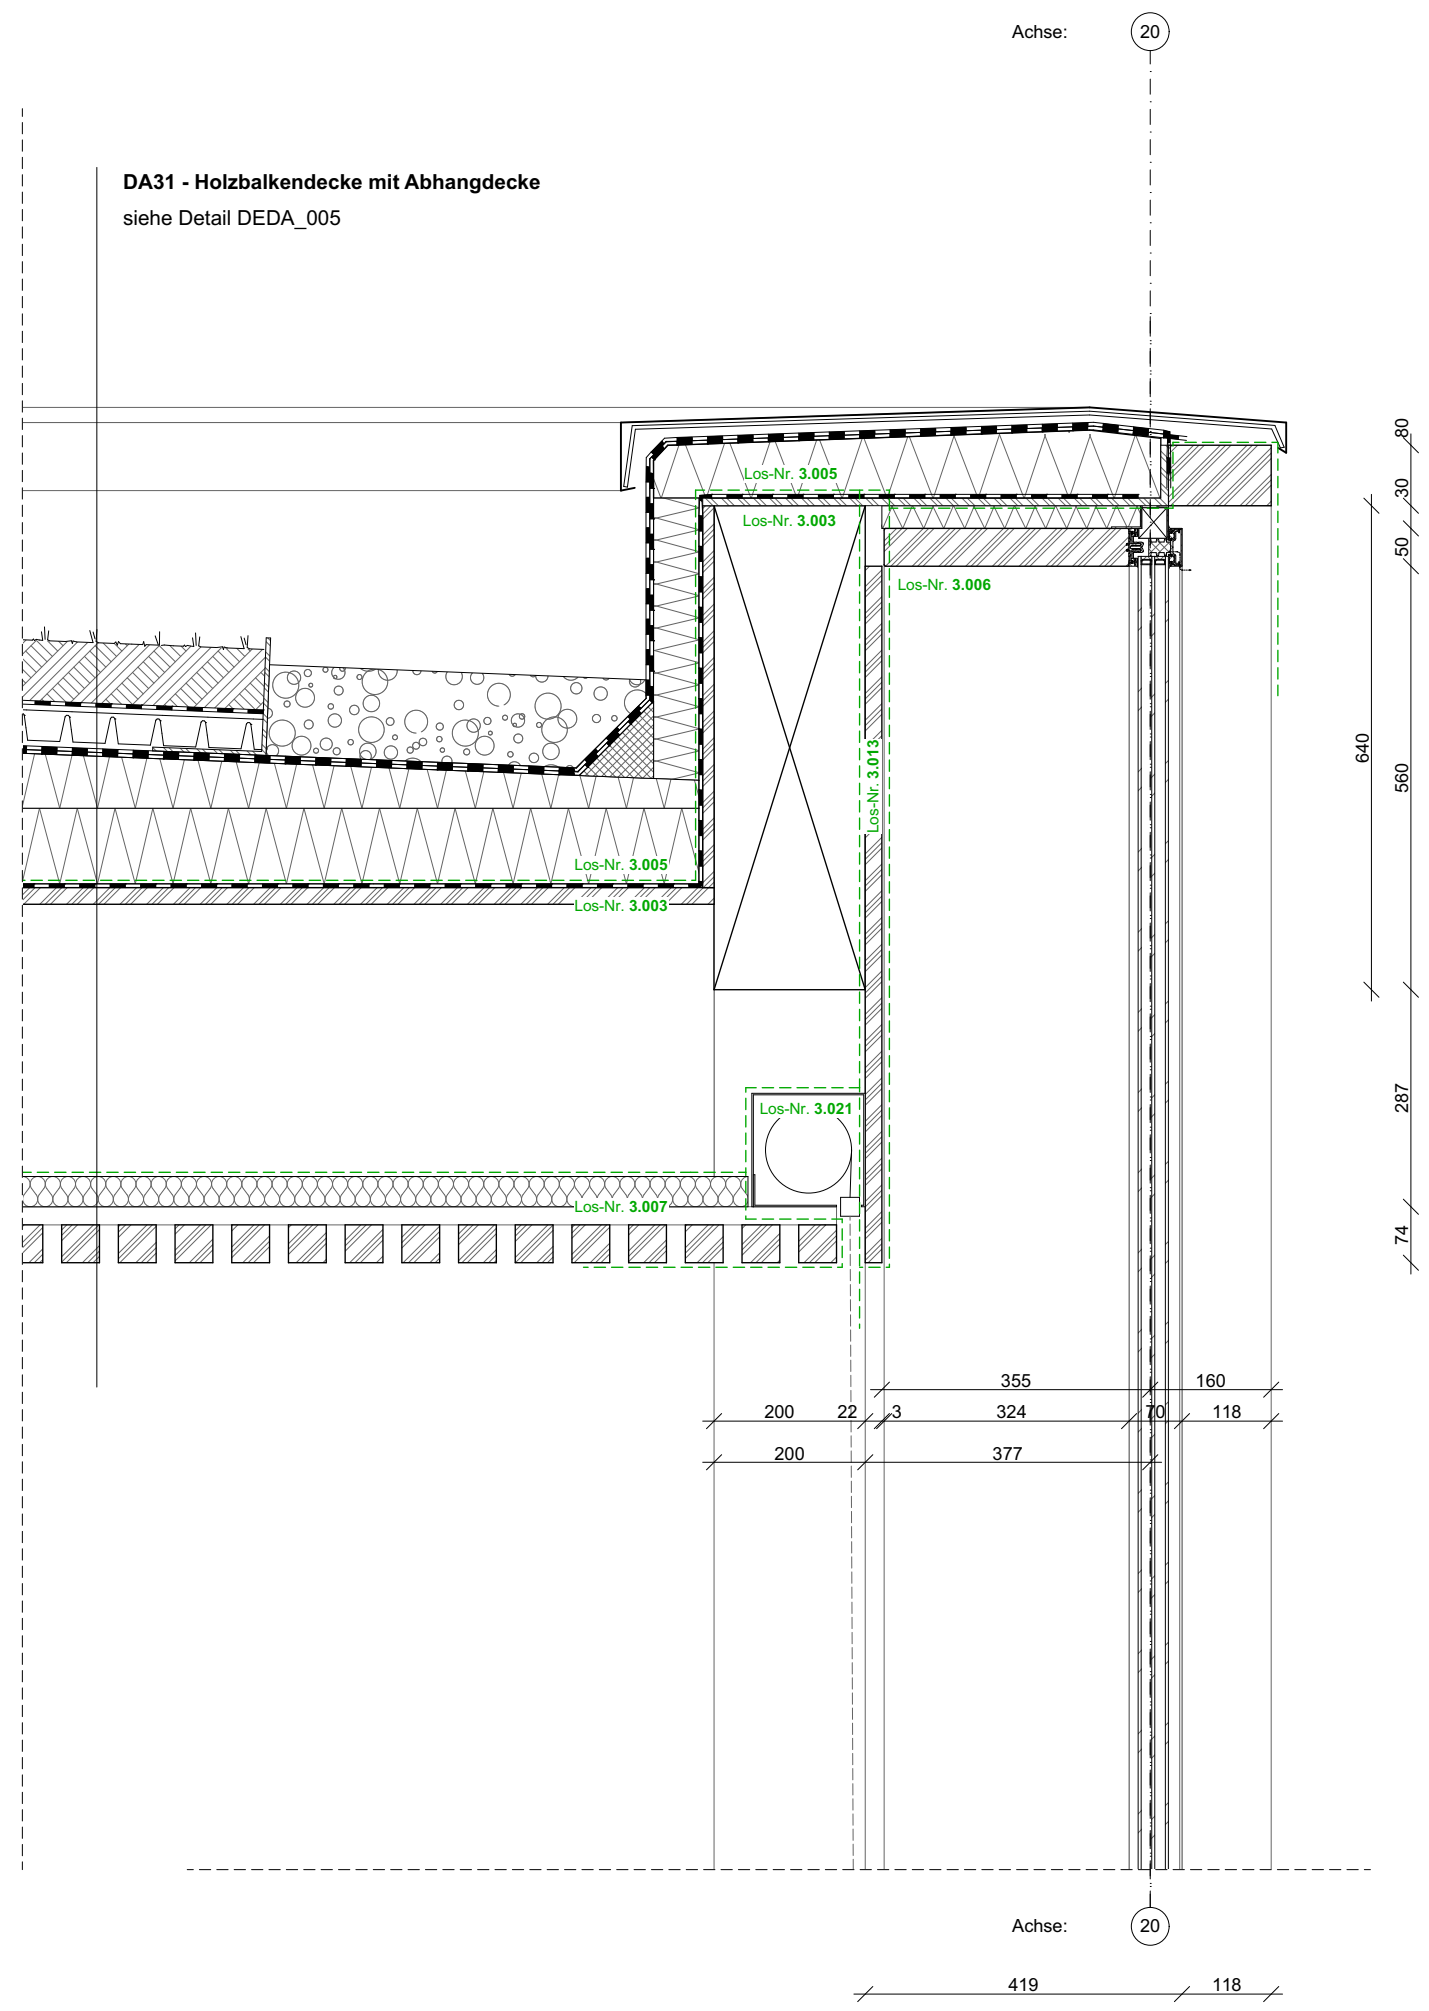 Achse: 20
DA31 - Holzbalkendecke mit Abhangdecke
siehe Detail DEDA_005
80
Los-Nr. 3.005
30
Los-Nr. 3.003
50
Los-Nr. 3.006
640
560
Los-Nr. 3.013
Los-Nr. 3.005
Los-Nr. 3.003
287
Los-Nr. 3.021
Los-Nr. 3.007
74
355 160
200 22 3 324 70 118
200 377
Achse: 20
419 118